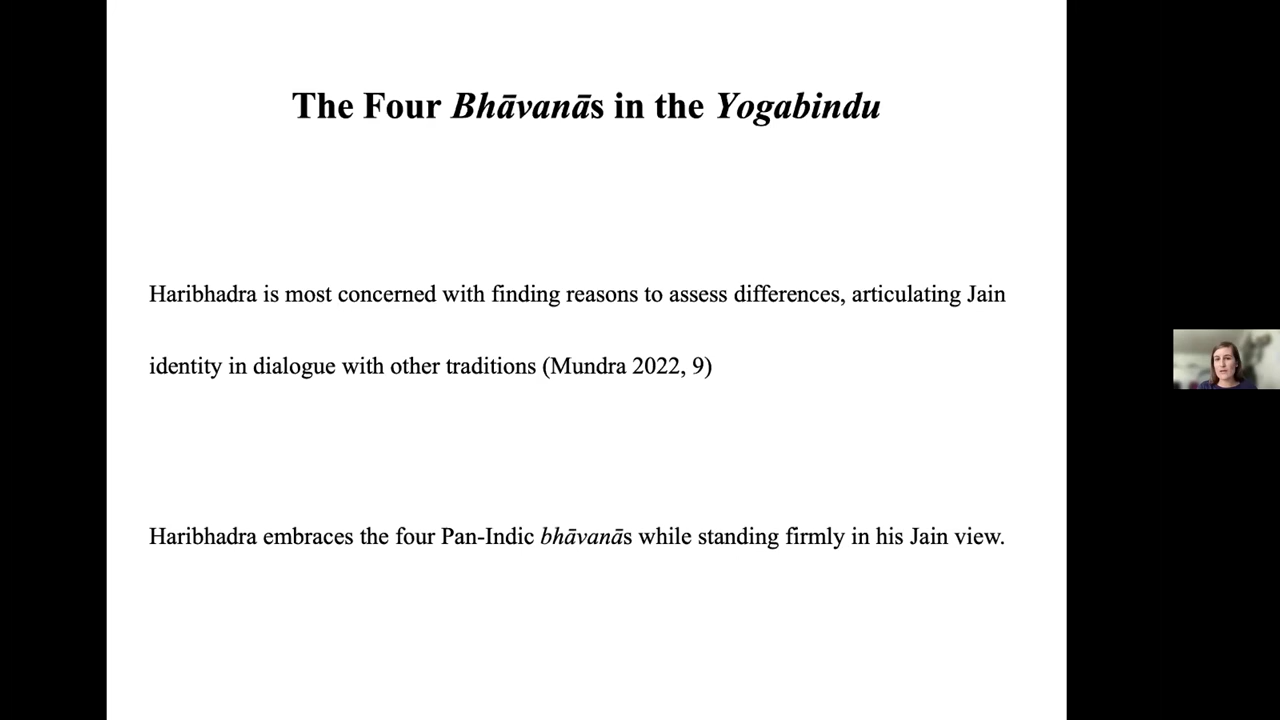 The Four Bhāvanās in the Yogabindu
Haribhadra is most concerned with finding reasons to assess differences, articulating Jain
identity in dialogue with other traditions (Mundra 2022, 9)
Haribhadra embraces the four Pan-Indic bhāvanās while standing firmly in his Jain view.